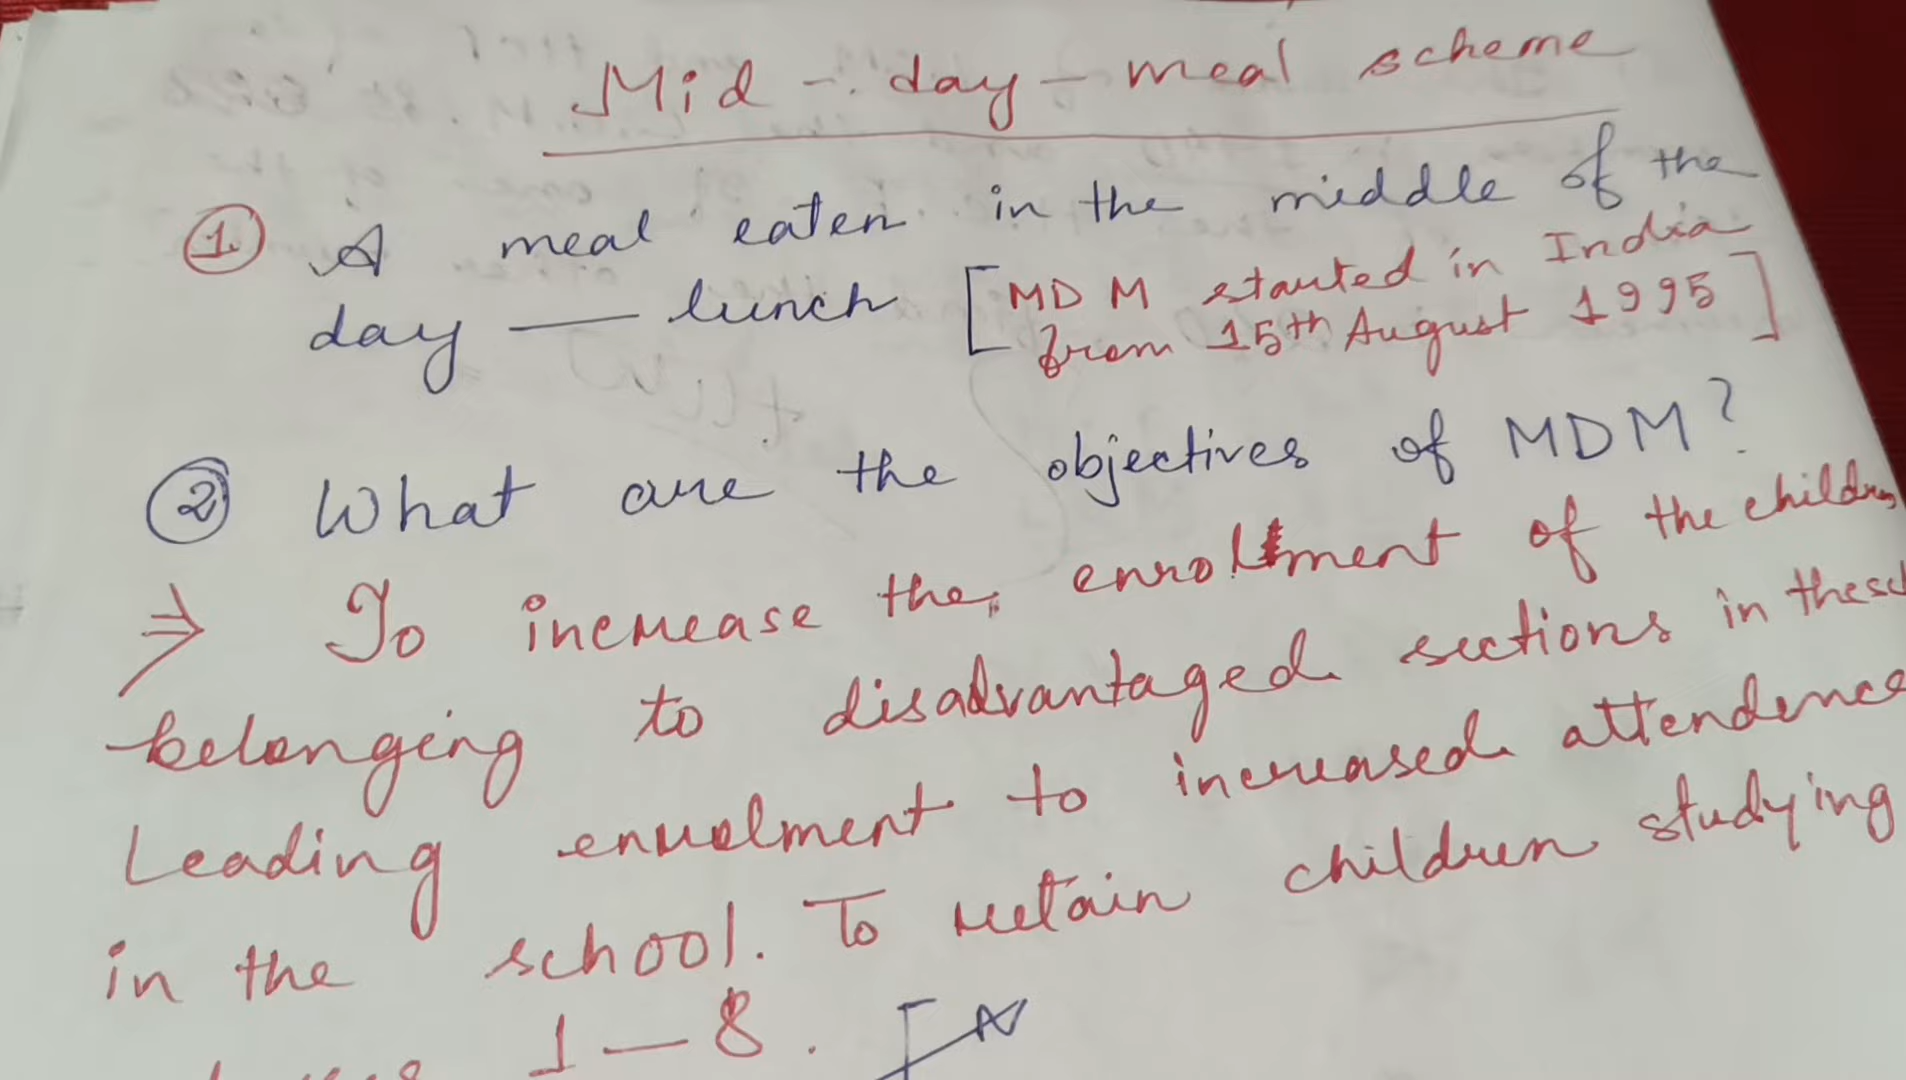 Mid - day - meal scheme
1. A meal eaten in the middle of the
day — lunch [MDM started in India
from 15th August 1995]
2 What are the objectives of MDM?
⇒ To increase the enrolment of the children
belonging to disadvantaged sections in the
Leading enrolment to increased attendence
in the school. To retain children studying
1 — 8.